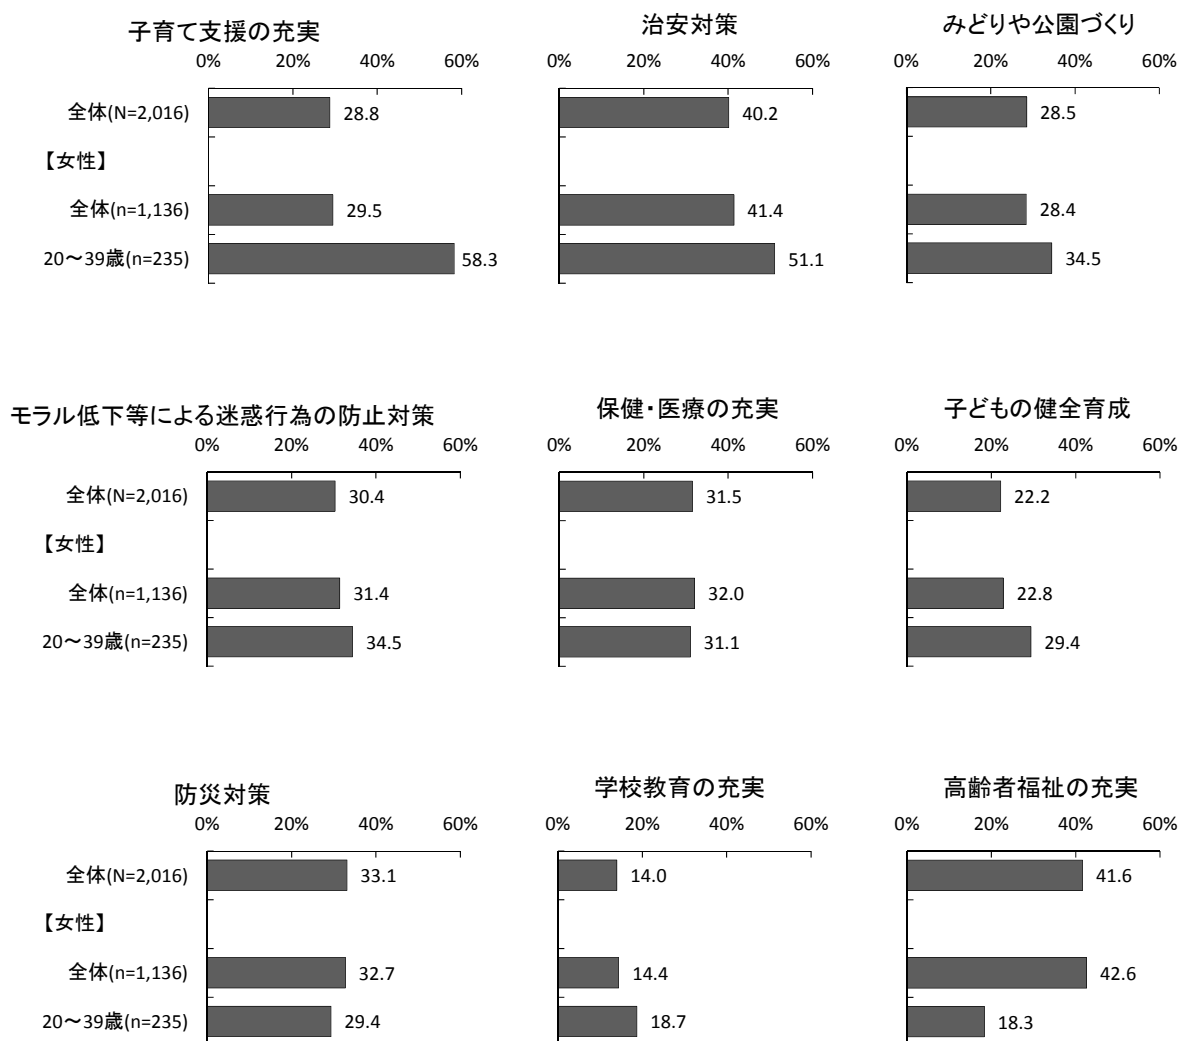 子育て支援の充実
0% 20% 40% 60%
全体(N=2,016) 28.8
【女性】
全体(n=1,136) 29.5
20～39歳(n=235) 58.3
治安対策
0% 20% 40% 60%
40.2
41.4
51.1
みどりや公園づくり
0% 20% 40% 60%
28.5
28.4
34.5
モラル低下等による迷惑行為の防止対策
0% 20% 40% 60%
全体(N=2,016) 30.4
【女性】
全体(n=1,136) 31.4
20～39歳(n=235) 34.5
保健・医療の充実
0% 20% 40% 60%
31.5
32.0
31.1
子どもの健全育成
0% 20% 40% 60%
22.2
22.8
29.4
防災対策
0% 20% 40% 60%
全体(N=2,016) 33.1
【女性】
全体(n=1,136) 32.7
20～39歳(n=235) 29.4
学校教育の充実
0% 20% 40% 60%
14.0
14.4
18.7
高齢者福祉の充実
0% 20% 40% 60%
41.6
42.6
18.3